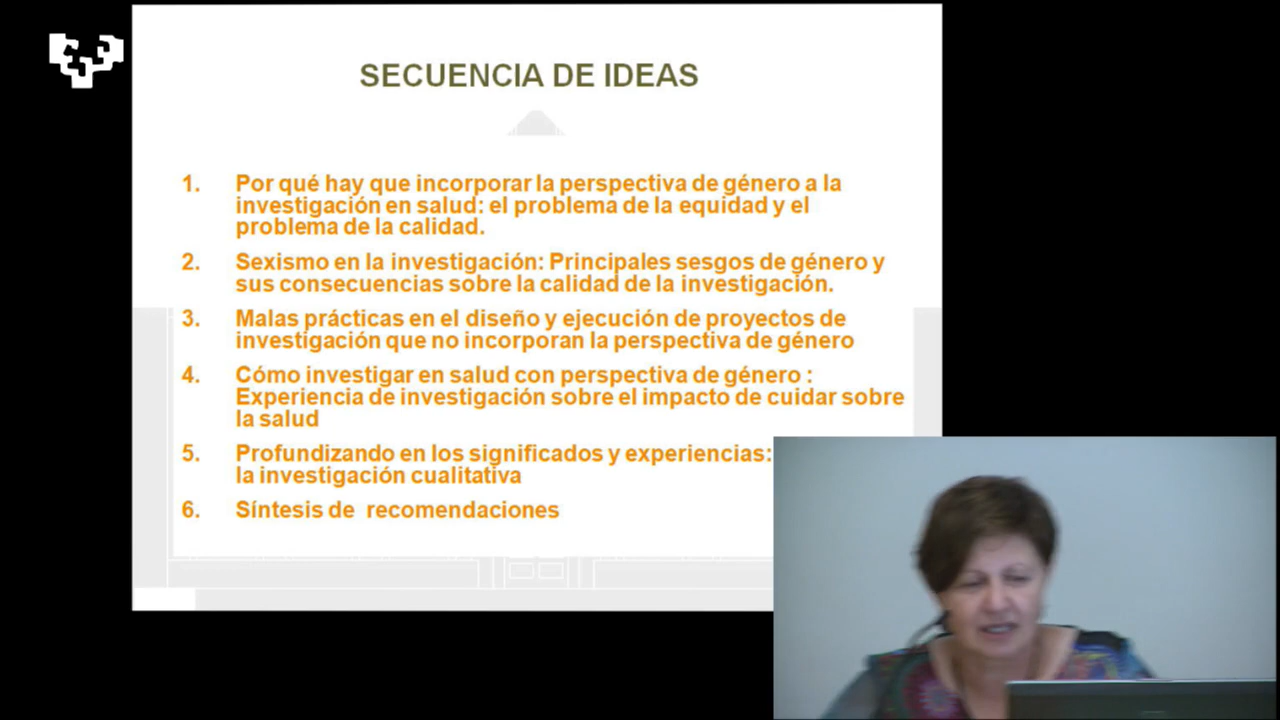 SECUENCIA DE IDEAS
1. Por qué hay que incorporar la perspectiva de género a la
investigación en salud: el problema de la equidad y el
problema de la calidad.
2. Sexismo en la investigación: Principales sesgos de género y
sus consecuencias sobre la calidad de la investigación.
3. Malas prácticas en el diseño y ejecución de proyectos de
investigación que no incorporan la perspectiva de género
4. Cómo investigar en salud con perspectiva de género :
Experiencia de investigación sobre el impacto de cuidar sobre
la salud
5. Profundizando en los significados y experiencias:
la investigación cualitativa
6. Síntesis de recomendaciones